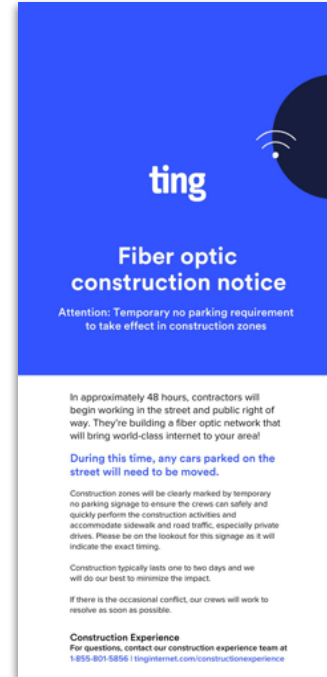 ting
Fiber optic
construction notice
Attention: Temporary no parking requirement
to take effect in construction zones
In approximately 48 hours, contractors will
begin working in the street and public right of
way. They're building a fiber optic network that
will bring world-class internet to your area!
During this time, any cars parked on the
street will need to be moved.
Construction zones will be clearly marked by temporary
no parking signage to ensure the crews can safely and
quickly perform the construction activities and
accommodate sidewalk and road traffic, especially private
drives. Please be on the lookout for this signage as it will
indicate the exact timing.
Construction typically lasts one to two days and we
will do our best to minimize the impact.
If there is the occasional conflict, our crews will work to
resolve as soon as possible.
Construction Experience
For questions, contact our construction experience team at
1-855-801-5856 | tinginternet.com/constructionexperience